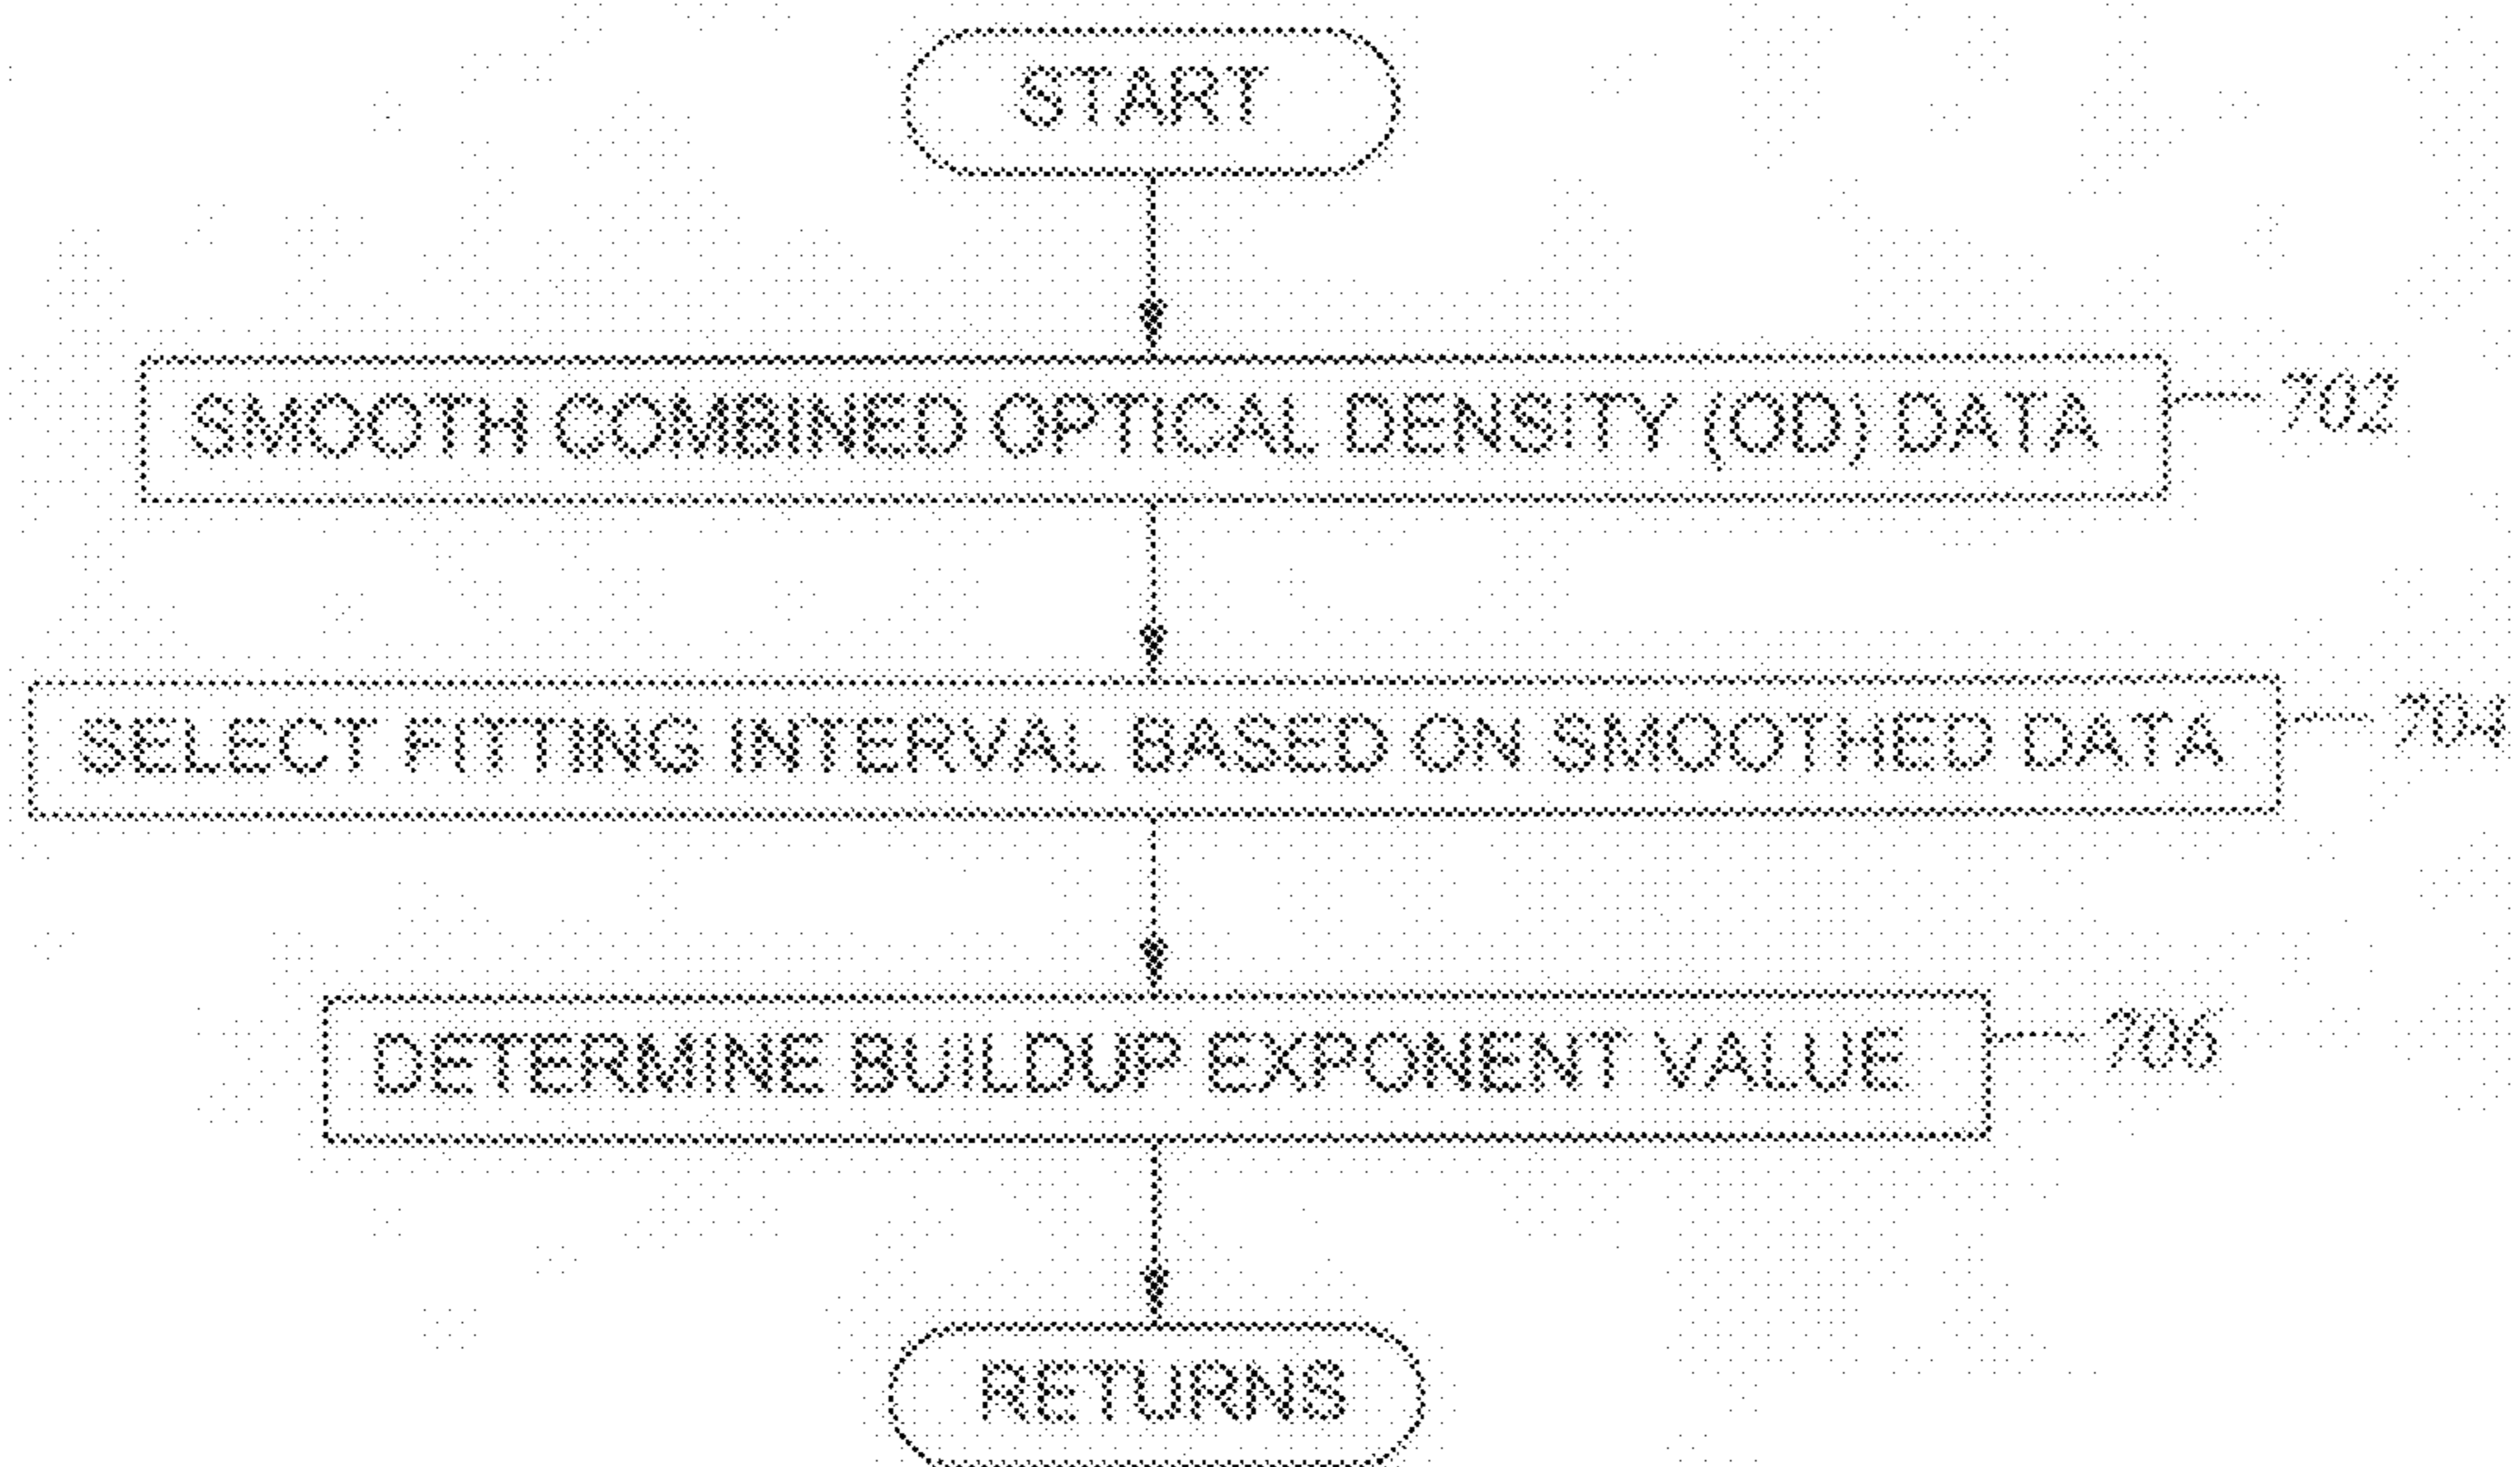 START
SMOOTH COMBINED OPTICAL DENSITY (OD) DATA
702
SELECT FITTING INTERVAL BASED ON SMOOTHED DATA
704
DETERMINE BUILDUP EXPONENT VALUE
706
RETURNS